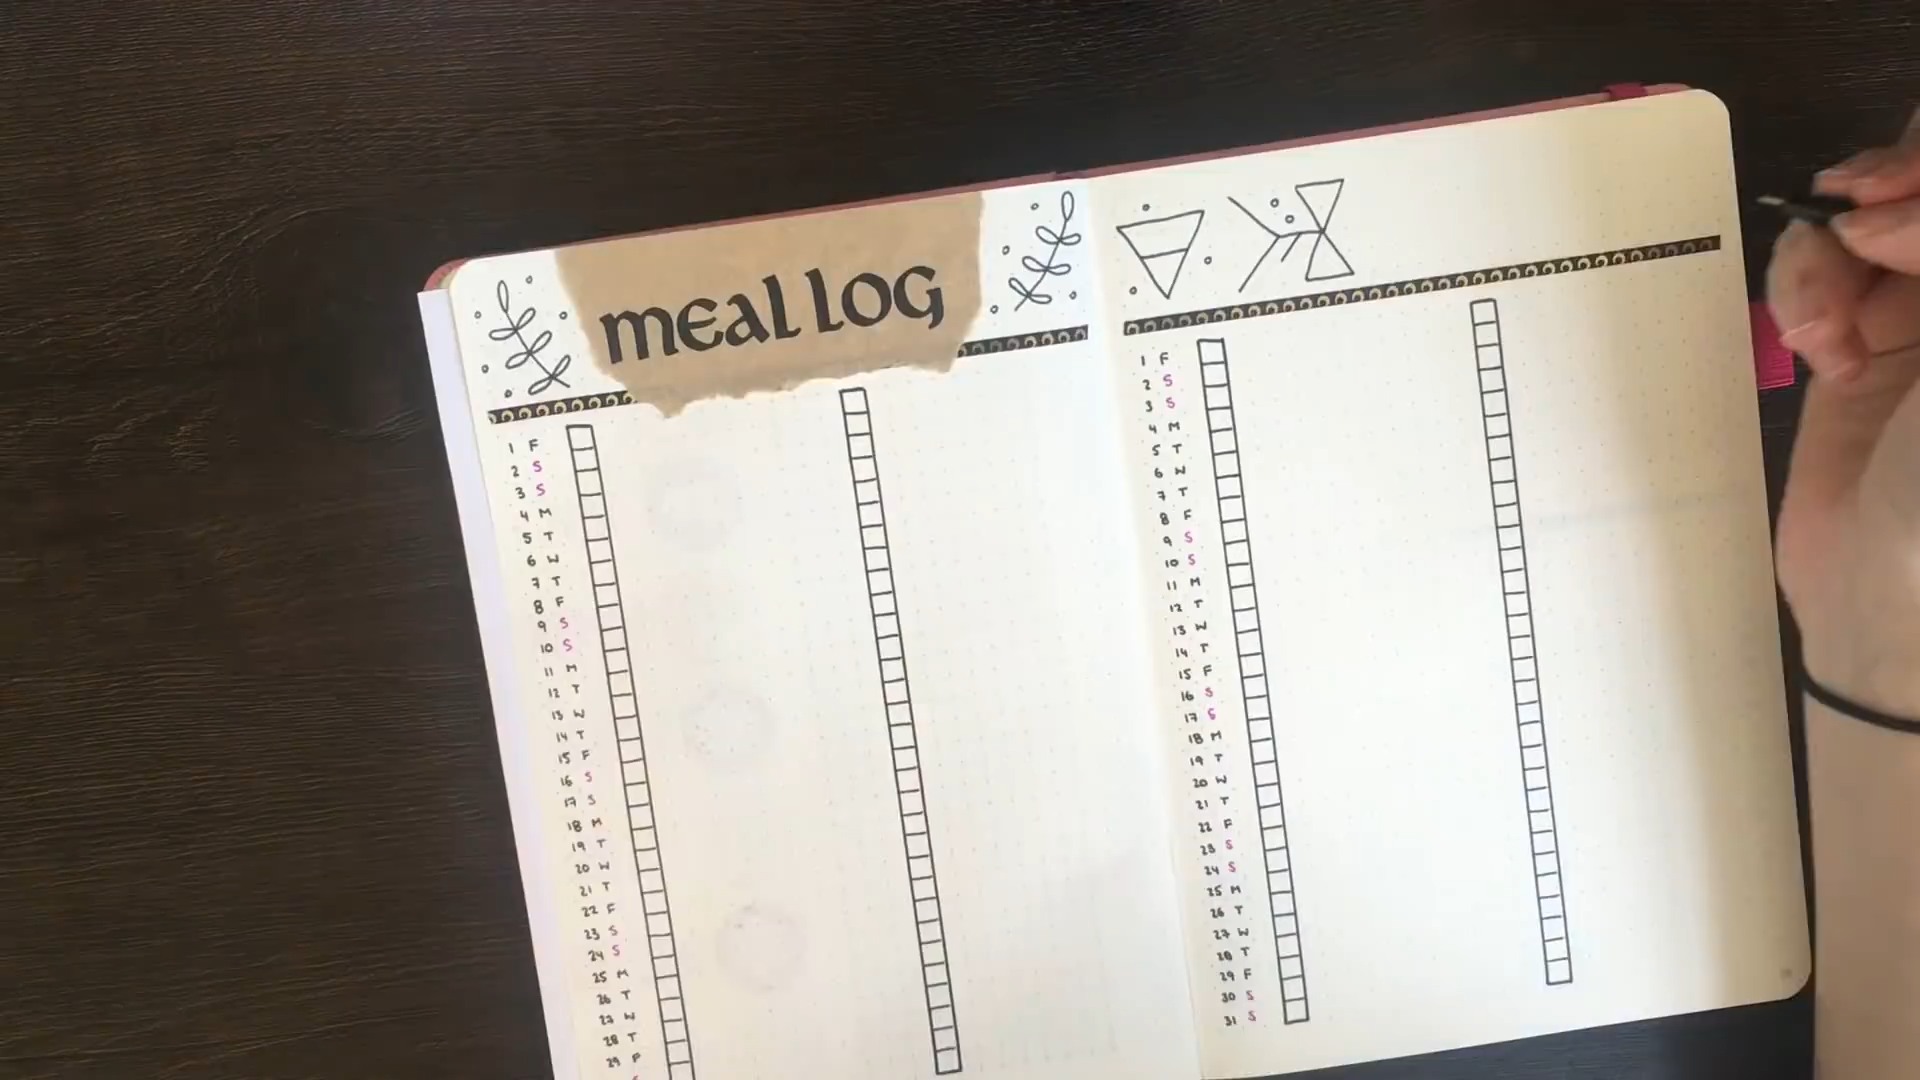 MEAL LOG
1 F
2 S
3 S
4 M
5 T
6 W
7 T
8 F
9 S
10 S
11 M
12 T
13 W
14 T
15 F
16 S
17 S
18 M
19 T
20 W
21 T
22 F
23 S
24 S
25 M
26 T
27 W
28 T
29 F
1 F
2 S
3 S
4 M
5 T
6 W
7 T
8 F
9 S
10 S
11 M
12 T
13 W
14 T
15 F
16 S
17 S
18 M
19 T
20 W
21 T
22 F
23 S
24 S
25 M
26 T
27 W
28 T
29 F
30 S
31 S